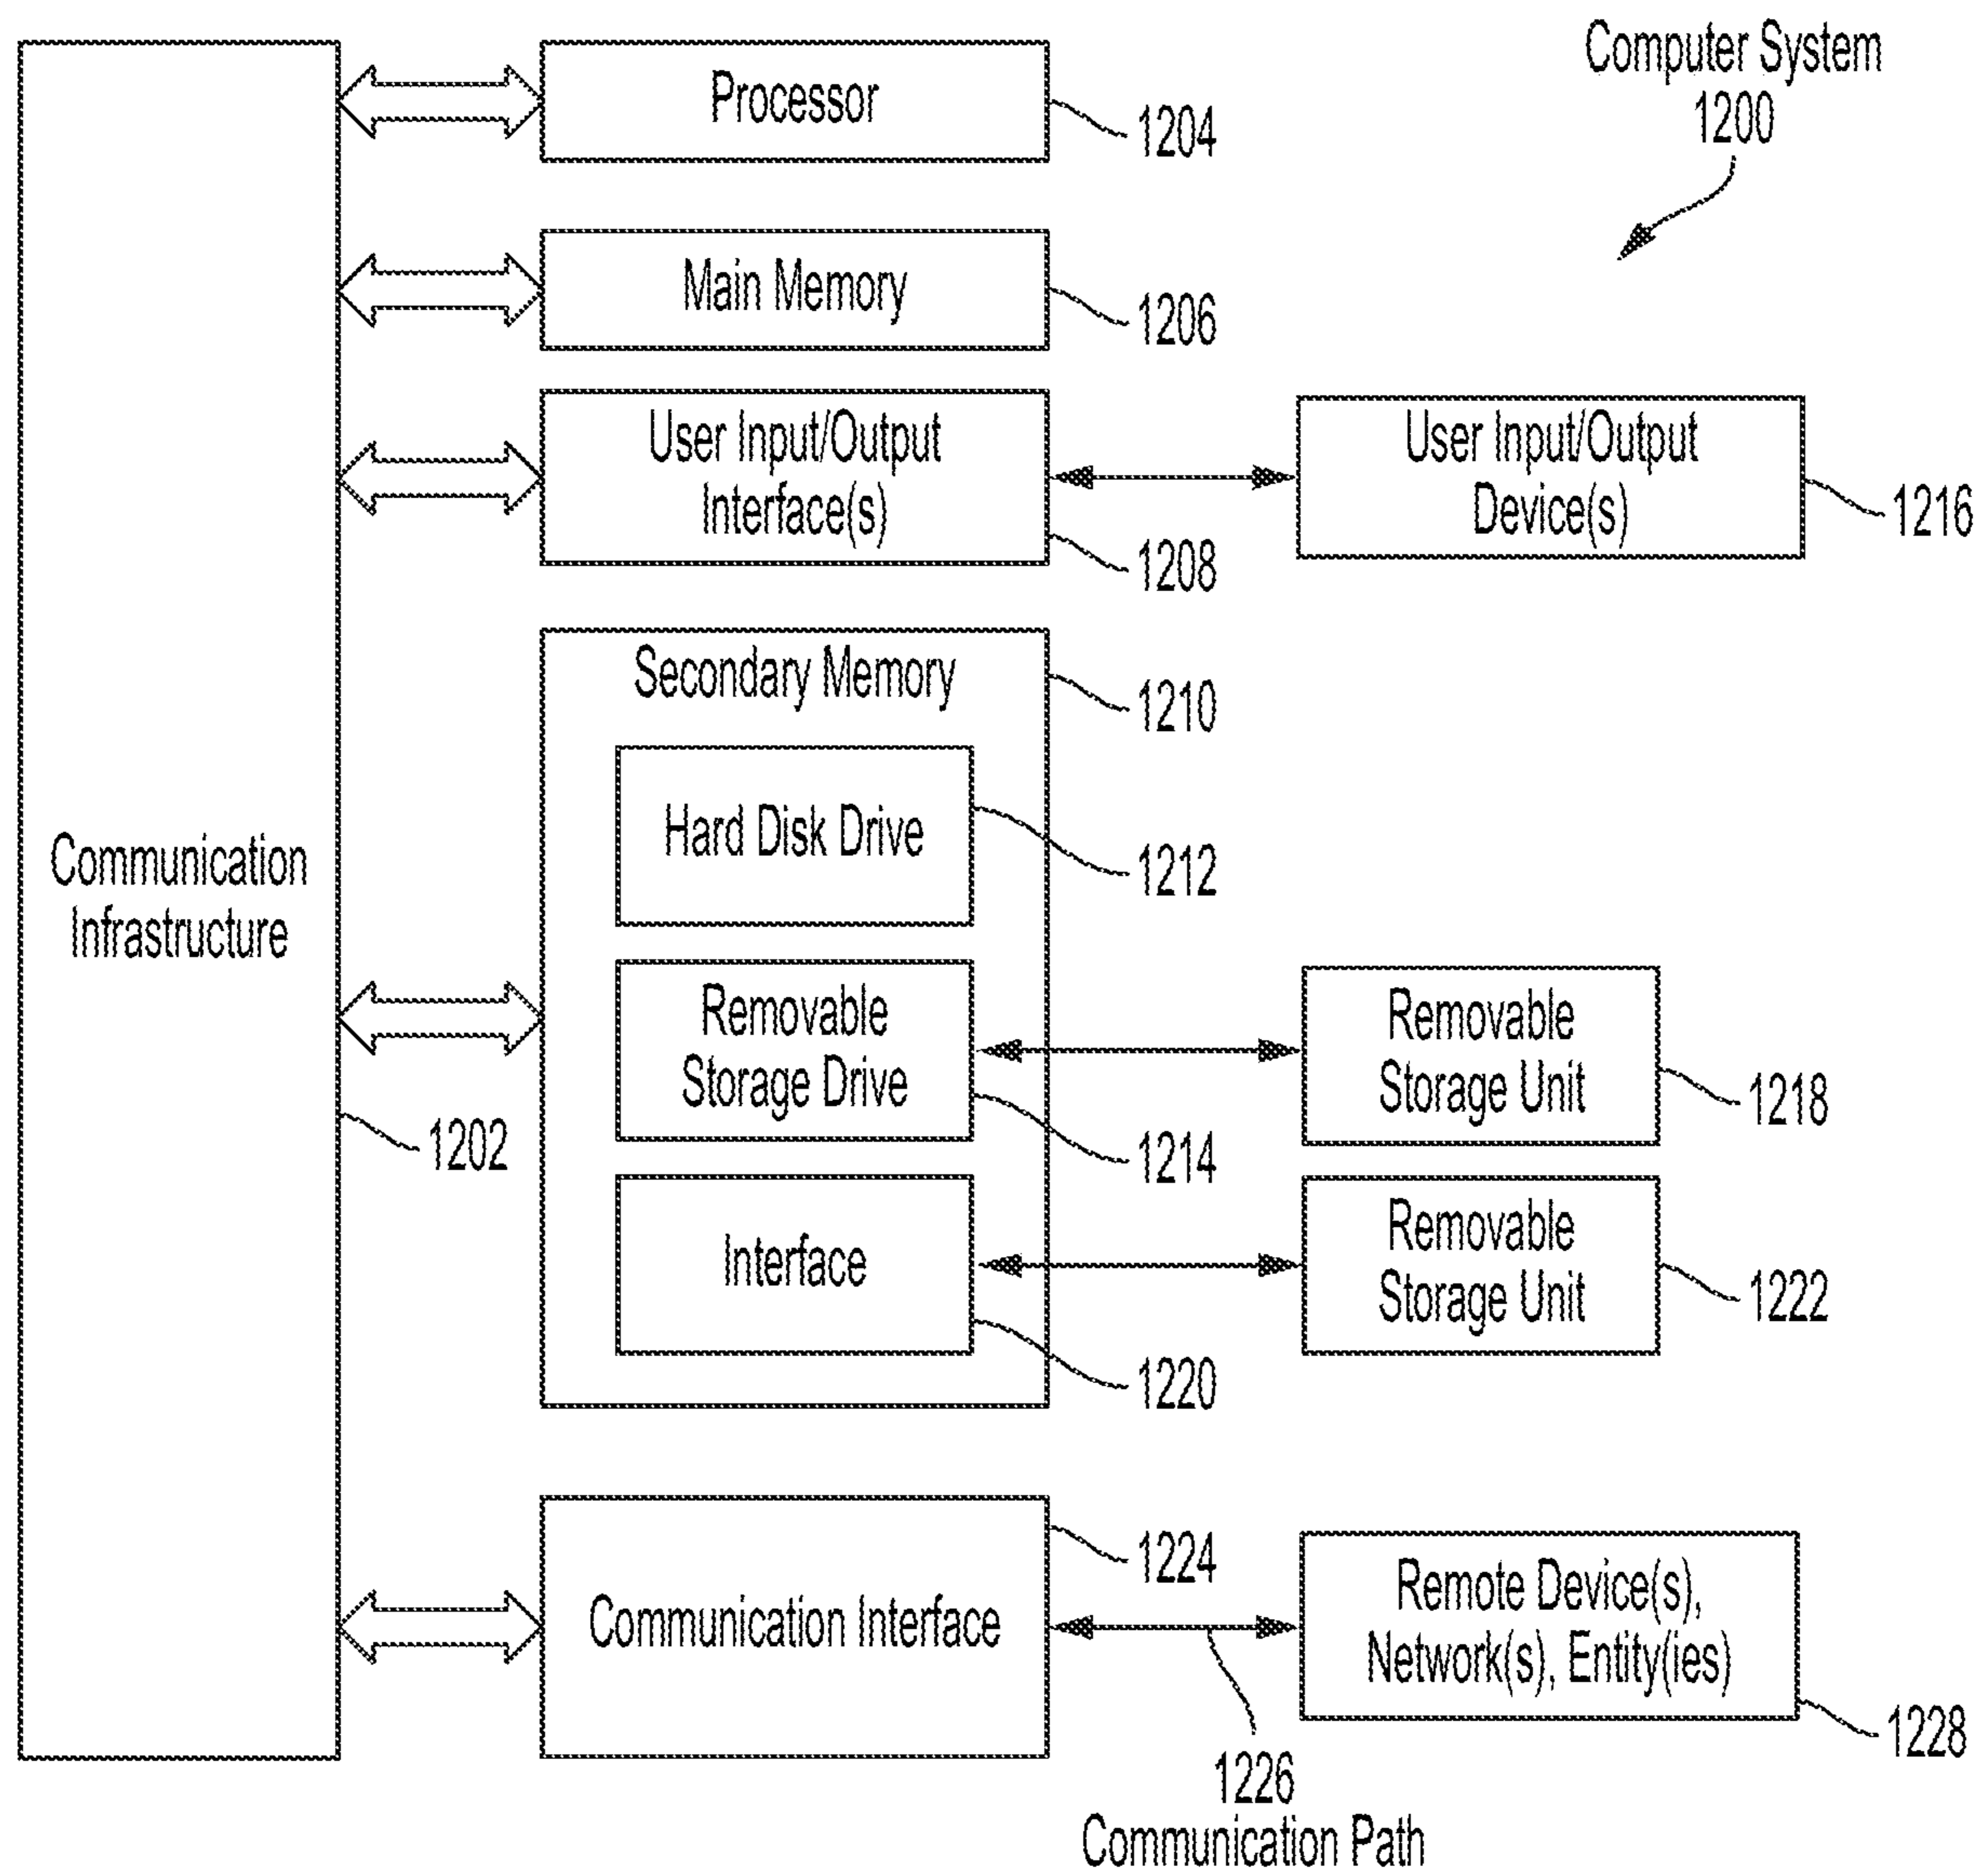 Computer System
1200
Processor
1204
Main Memory
1206
User Input/Output
Interface(s)
1208
User Input/Output
Device(s)
1216
Secondary Memory
1210
Hard Disk Drive
1212
Communication
Infrastructure
1202
Removable
Storage Drive
1214
Removable
Storage Unit
1218
Interface
1220
Removable
Storage Unit
1222
Communication Interface
1224
Remote Device(s),
Network(s), Entity(ies)
1228
1226
Communication Path